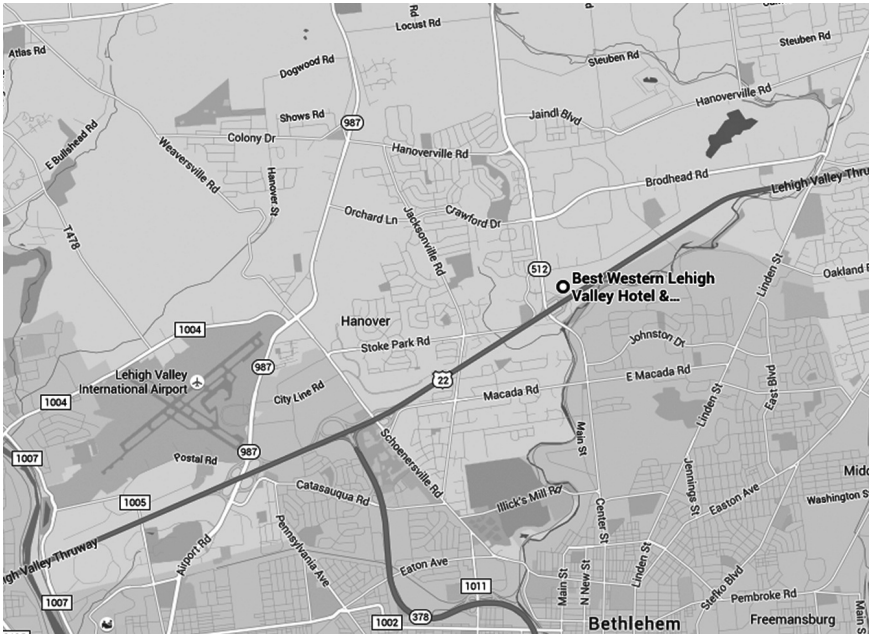 Rd
Locust Rd
Atlas Rd
Steuben Rd
Steuben Rd
Dogwood Rd
Hanoverville Rd
Shows Rd
Jaindl Blvd
987
Colony Dr
E Bullshead Rd
Weaversville Rd
Hanoverville Rd
Hanover St
Brodhead Rd
Lehigh Valley Thru
Orchard Ln
Jacksonville Rd
Crawford Dr
T478
512
Linden St
Oakland
Best Western Lehigh
Valley Hotel &...
Hanover
1004
Stoke Park Rd
Johnston Dr
987
Lehigh Valley
International Airport
22
E Macada Rd
East Blvd
City Line Rd
Macada Rd
Linden St
1004
Schoenersville Rd
Main St
987
1007
Postal Rd
Jennings St
Midd
Catasauqua Rd
Illick's Mill Rd
Easton Ave
Washington S
1005
Center St
Pennsylvania Ave
igh Valley Thruway
Airport Rd
Eaton Ave
Linden St
Main St
N New St
Stefko Blvd
1011
Pembroke Rd
1007
378
1002
Bethlehem
Freemansburg
Main S